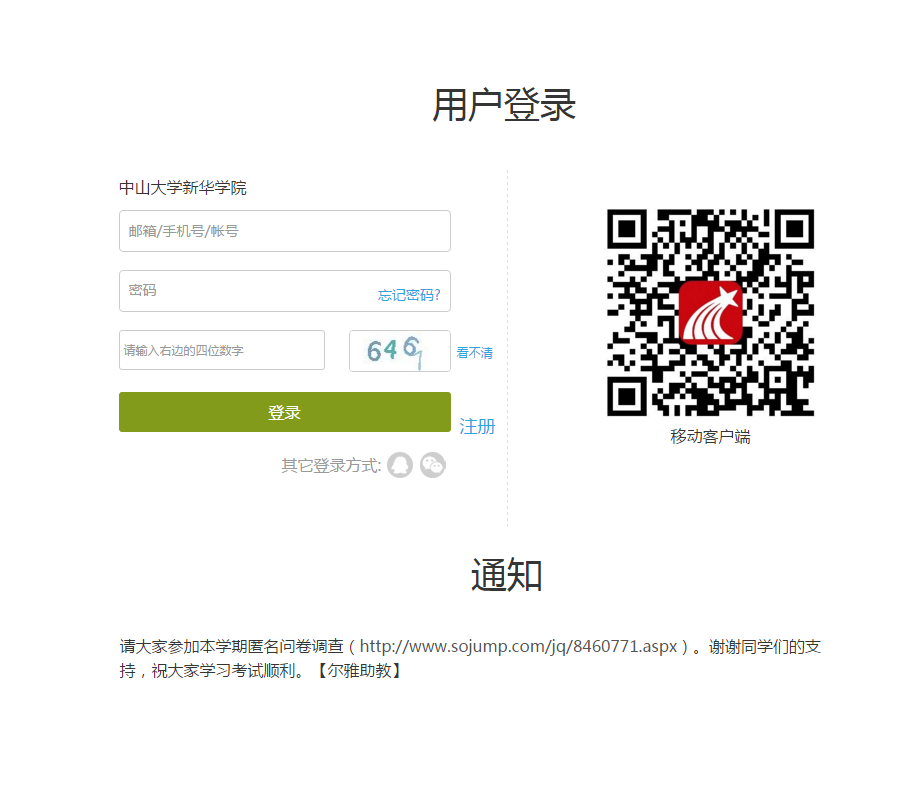 用户登录
中山大学新华学院
邮箱/手机号/帐号
密码
忘记密码?
请输入右边的四位数字
6469
看不清
登录
注册
其它登录方式:
移动客户端
通知
请大家参加本学期匿名问卷调查（http://www.sojump.com/jq/8460771.aspx）。谢谢同学们的支
持，祝大家学习考试顺利。【尔雅助教】